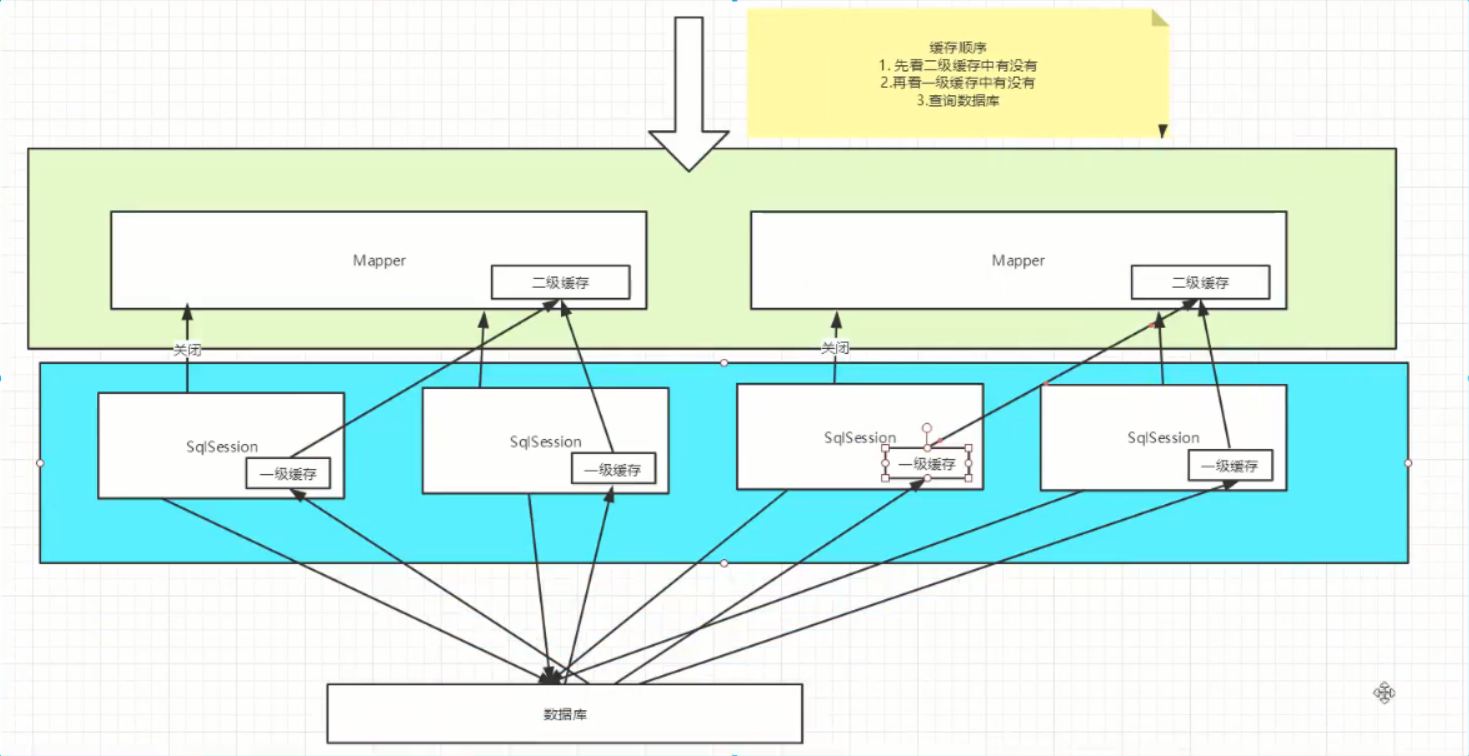 缓存顺序
1. 先看二级缓存中有没有
2.再看一级缓存中有没有
3.查询数据库
Mapper
二级缓存
Mapper
二级缓存
关闭
关闭
SqlSession
一级缓存
SqlSession
一级缓存
SqlSession
一级缓存
SqlSession
一级缓存
数据库